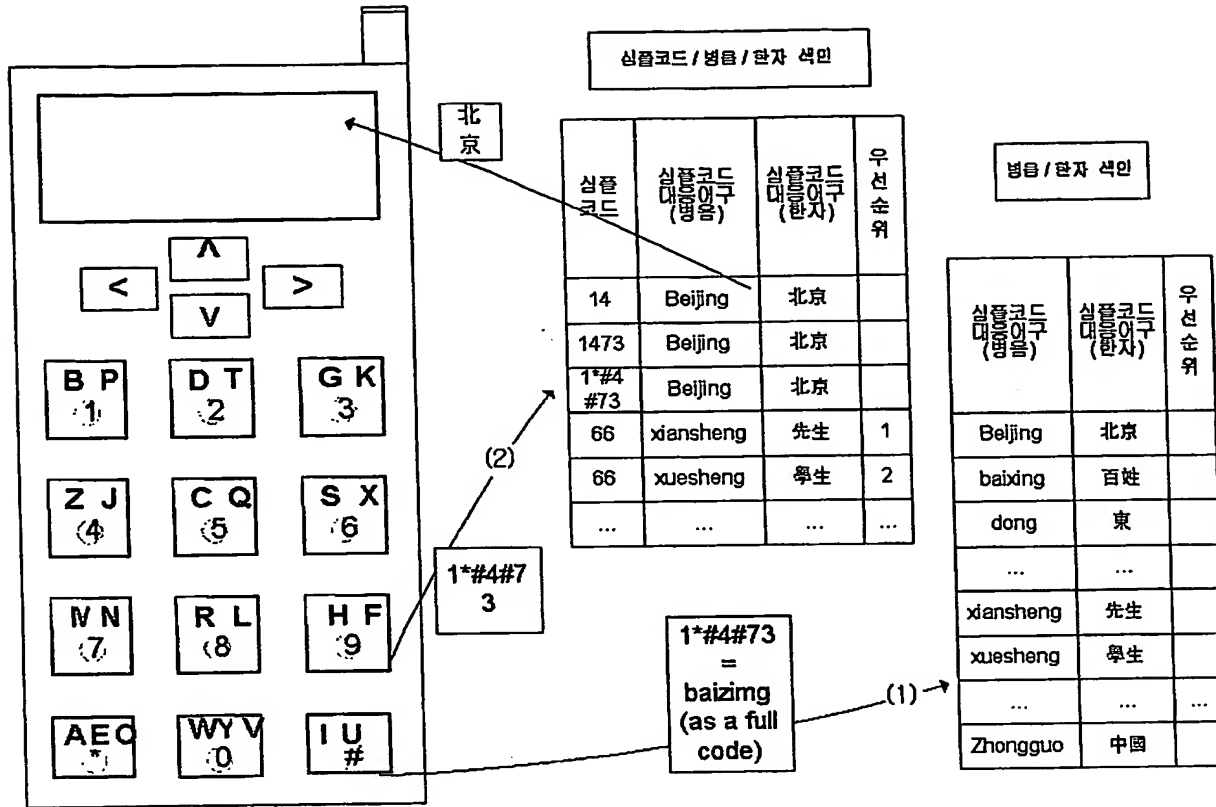 심플코드 / 병음 / 한자 색인
北
京
심플
코드
심플코드
대응어구
(병음)
심플코드
대응어구
(한자)
우
선
순
위
14 Beijing 北京
1473 Beijing 北京
1*#4
#73
Beijing 北京
66 xiansheng 先生 1
66 xuesheng 學生 2
... ... ... ...
병음 / 한자 색인
심플코드
대응어구
(병음)
심플코드
대응어구
(한자)
우
선
순
위
Beijing 北京
baixing 百姓
dong 東
... ...
xiansheng 先生
xuesheng 學生
... ... ...
Zhongguo 中國
< ^ >
v
B P
1
D T
2
G K
3
Z J
4
C Q
5
S X
6
M N
7
R L
8
H F
9
AEO
*
WYV
0
I U
#
(2)
1*#4#7
3
1*#4#73
=
baizimg
(as a full
code)
(1)